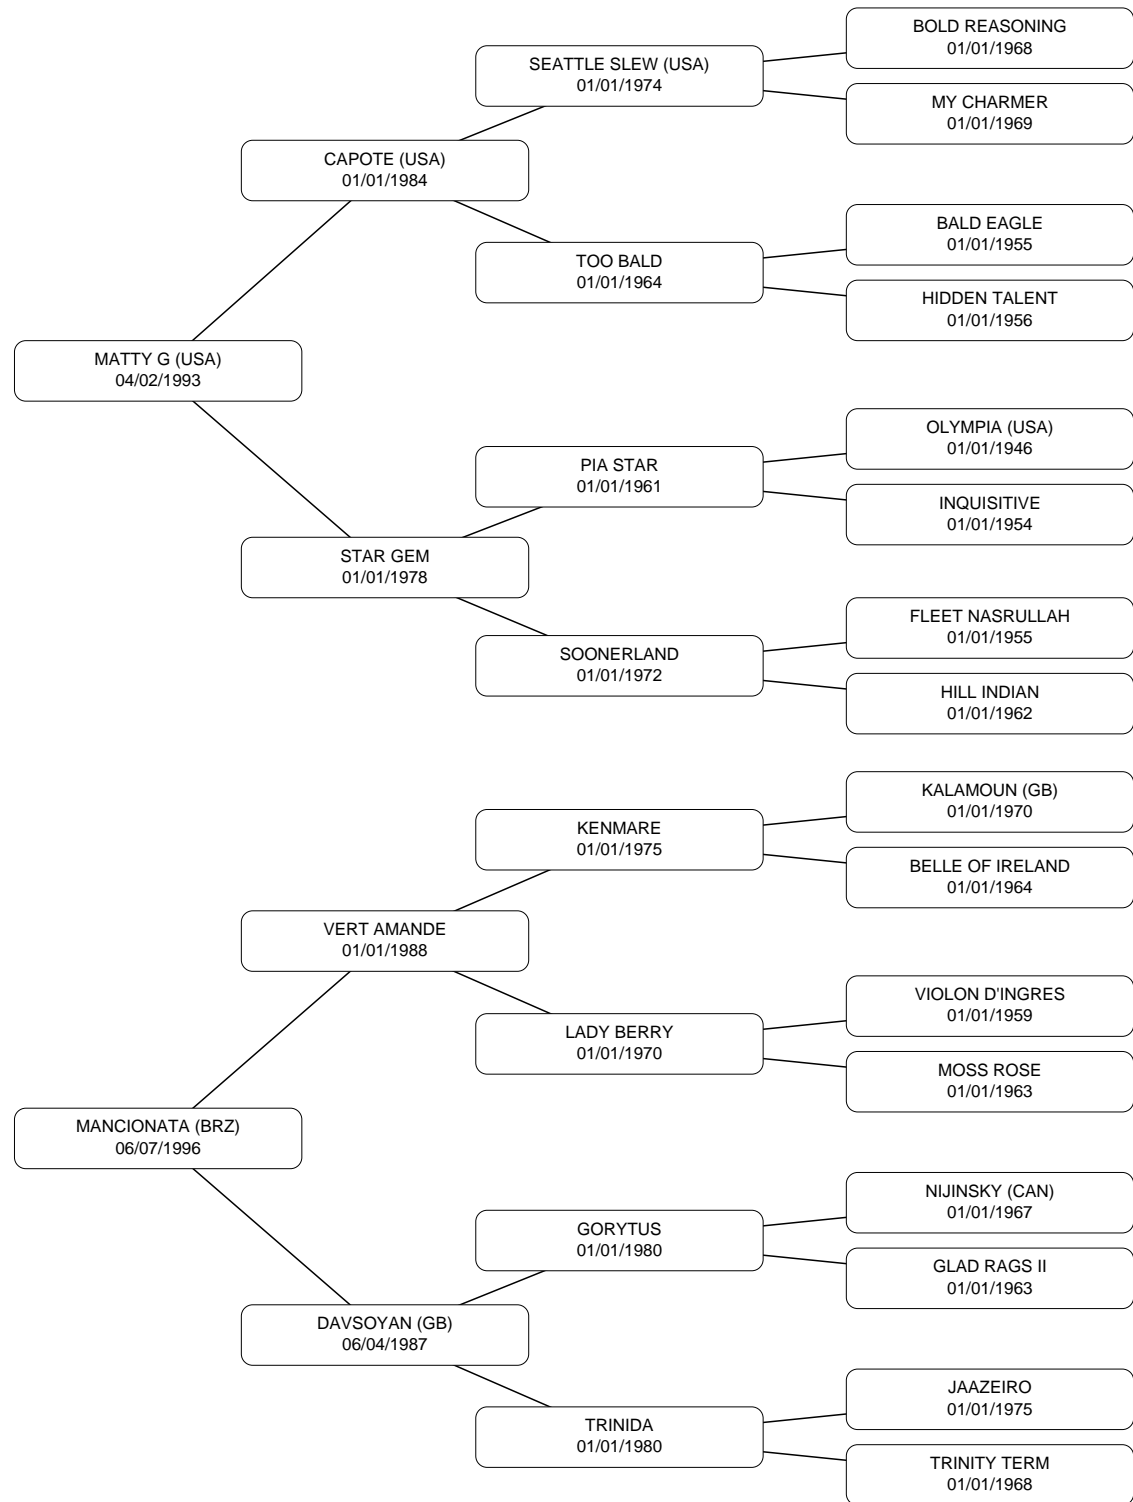 BOLD REASONING
01/01/1968
SEATTLE SLEW (USA)
01/01/1974
MY CHARMER
01/01/1969
CAPOTE (USA)
01/01/1984
BALD EAGLE
01/01/1955
TOO BALD
01/01/1964
HIDDEN TALENT
01/01/1956
MATTY G (USA)
04/02/1993
OLYMPIA (USA)
01/01/1946
PIA STAR
01/01/1961
INQUISITIVE
01/01/1954
STAR GEM
01/01/1978
FLEET NASRULLAH
01/01/1955
SOONERLAND
01/01/1972
HILL INDIAN
01/01/1962
KALAMOUN (GB)
01/01/1970
KENMARE
01/01/1975
BELLE OF IRELAND
01/01/1964
VERT AMANDE
01/01/1988
VIOLON D'INGRES
01/01/1959
LADY BERRY
01/01/1970
MOSS ROSE
01/01/1963
MANCIONATA (BRZ)
06/07/1996
NIJINSKY (CAN)
01/01/1967
GORYTUS
01/01/1980
GLAD RAGS II
01/01/1963
DAVSOYAN (GB)
06/04/1987
JAAZEIRO
01/01/1975
TRINIDA
01/01/1980
TRINITY TERM
01/01/1968